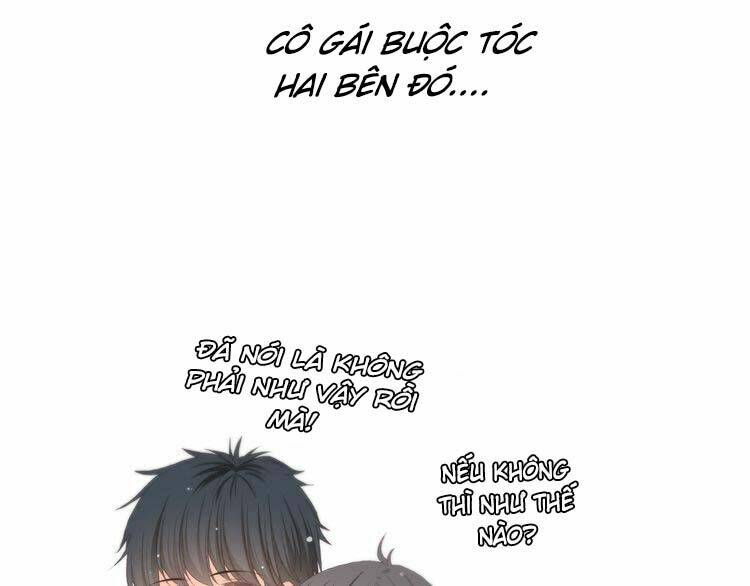 CÔ GÁI BUỘC TÓC
HAI BÊN ĐÓ....
ĐÃ NÓI LÀ KHÔNG
PHẢI NHƯ VẬY RỒI
MÀ!
NẾU KHÔNG
THÌ NHƯ THẾ
NÀO?